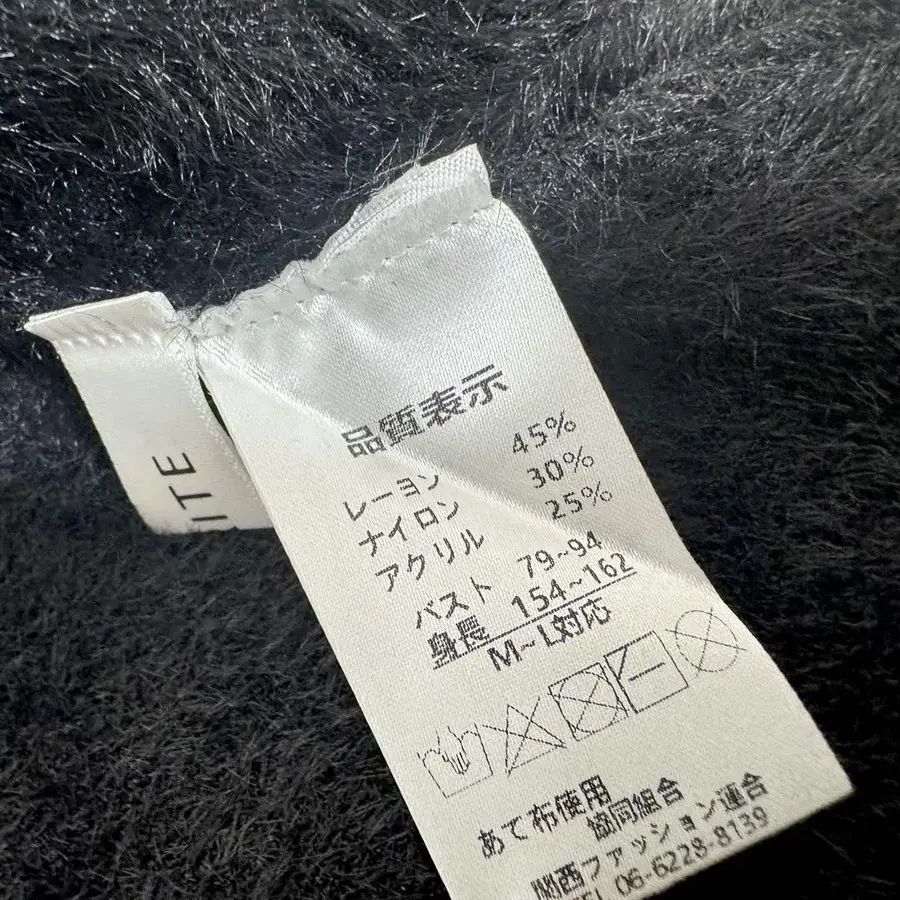 ITE
品質表示
レーヨン 45%
ナイロン 30%
アクリル 25%
バスト 79~94
身長 154~162
M~L対応
あて布使用
協同組合
関西ファッション連合
TEL 06-6228-8139